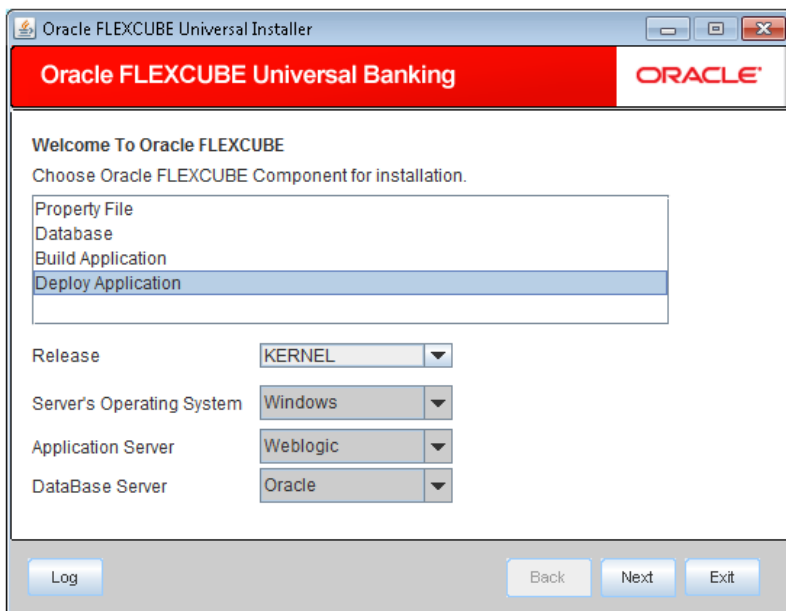 Oracle FLEXCUBE Universal Installer
Oracle FLEXCUBE Universal Banking
ORACLE
Welcome To Oracle FLEXCUBE
Choose Oracle FLEXCUBE Component for installation.
Property File
Database
Build Application
Deploy Application
Release KERNEL
Server's Operating System Windows
Application Server Weblogic
DataBase Server Oracle
Log Back Next Exit